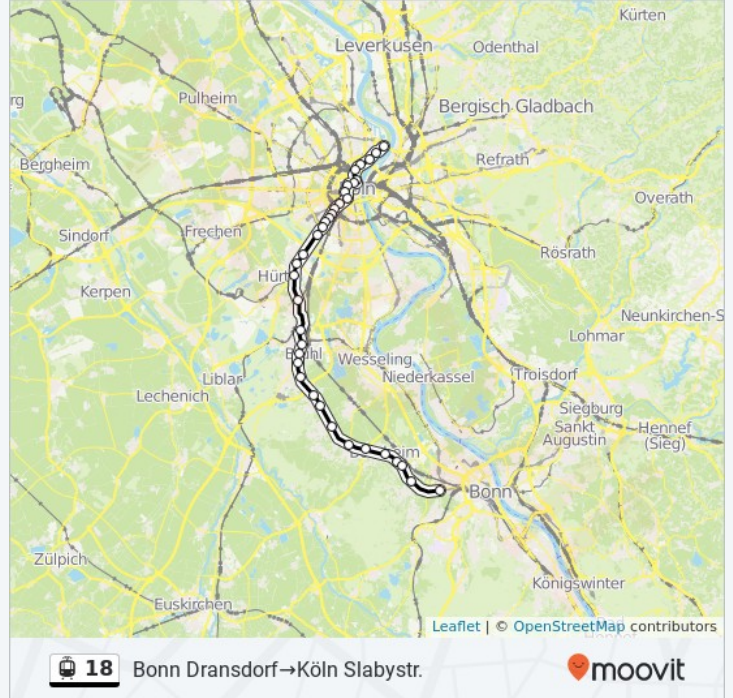 Kürten
Leverkusen
Odenthal
Pulheim
Bergisch Gladbach
rg
Bergheim
Refrath
Overath
Sindorf
Frechen
Rösrath
Hürt
Kerpen
Neunkirchen-S
Lohmar
Wesseling
Liblar
Niederkassel
Troisdorf
Lechenich
Siegburg
Sankt
Augustin
Hennef
(Sieg)
Bonn
Zülpich
Königswinter
Euskirchen
Leaflet | © OpenStreetMap contributors
18 Bonn Dransdorf→Köln Slabystr.
moovit